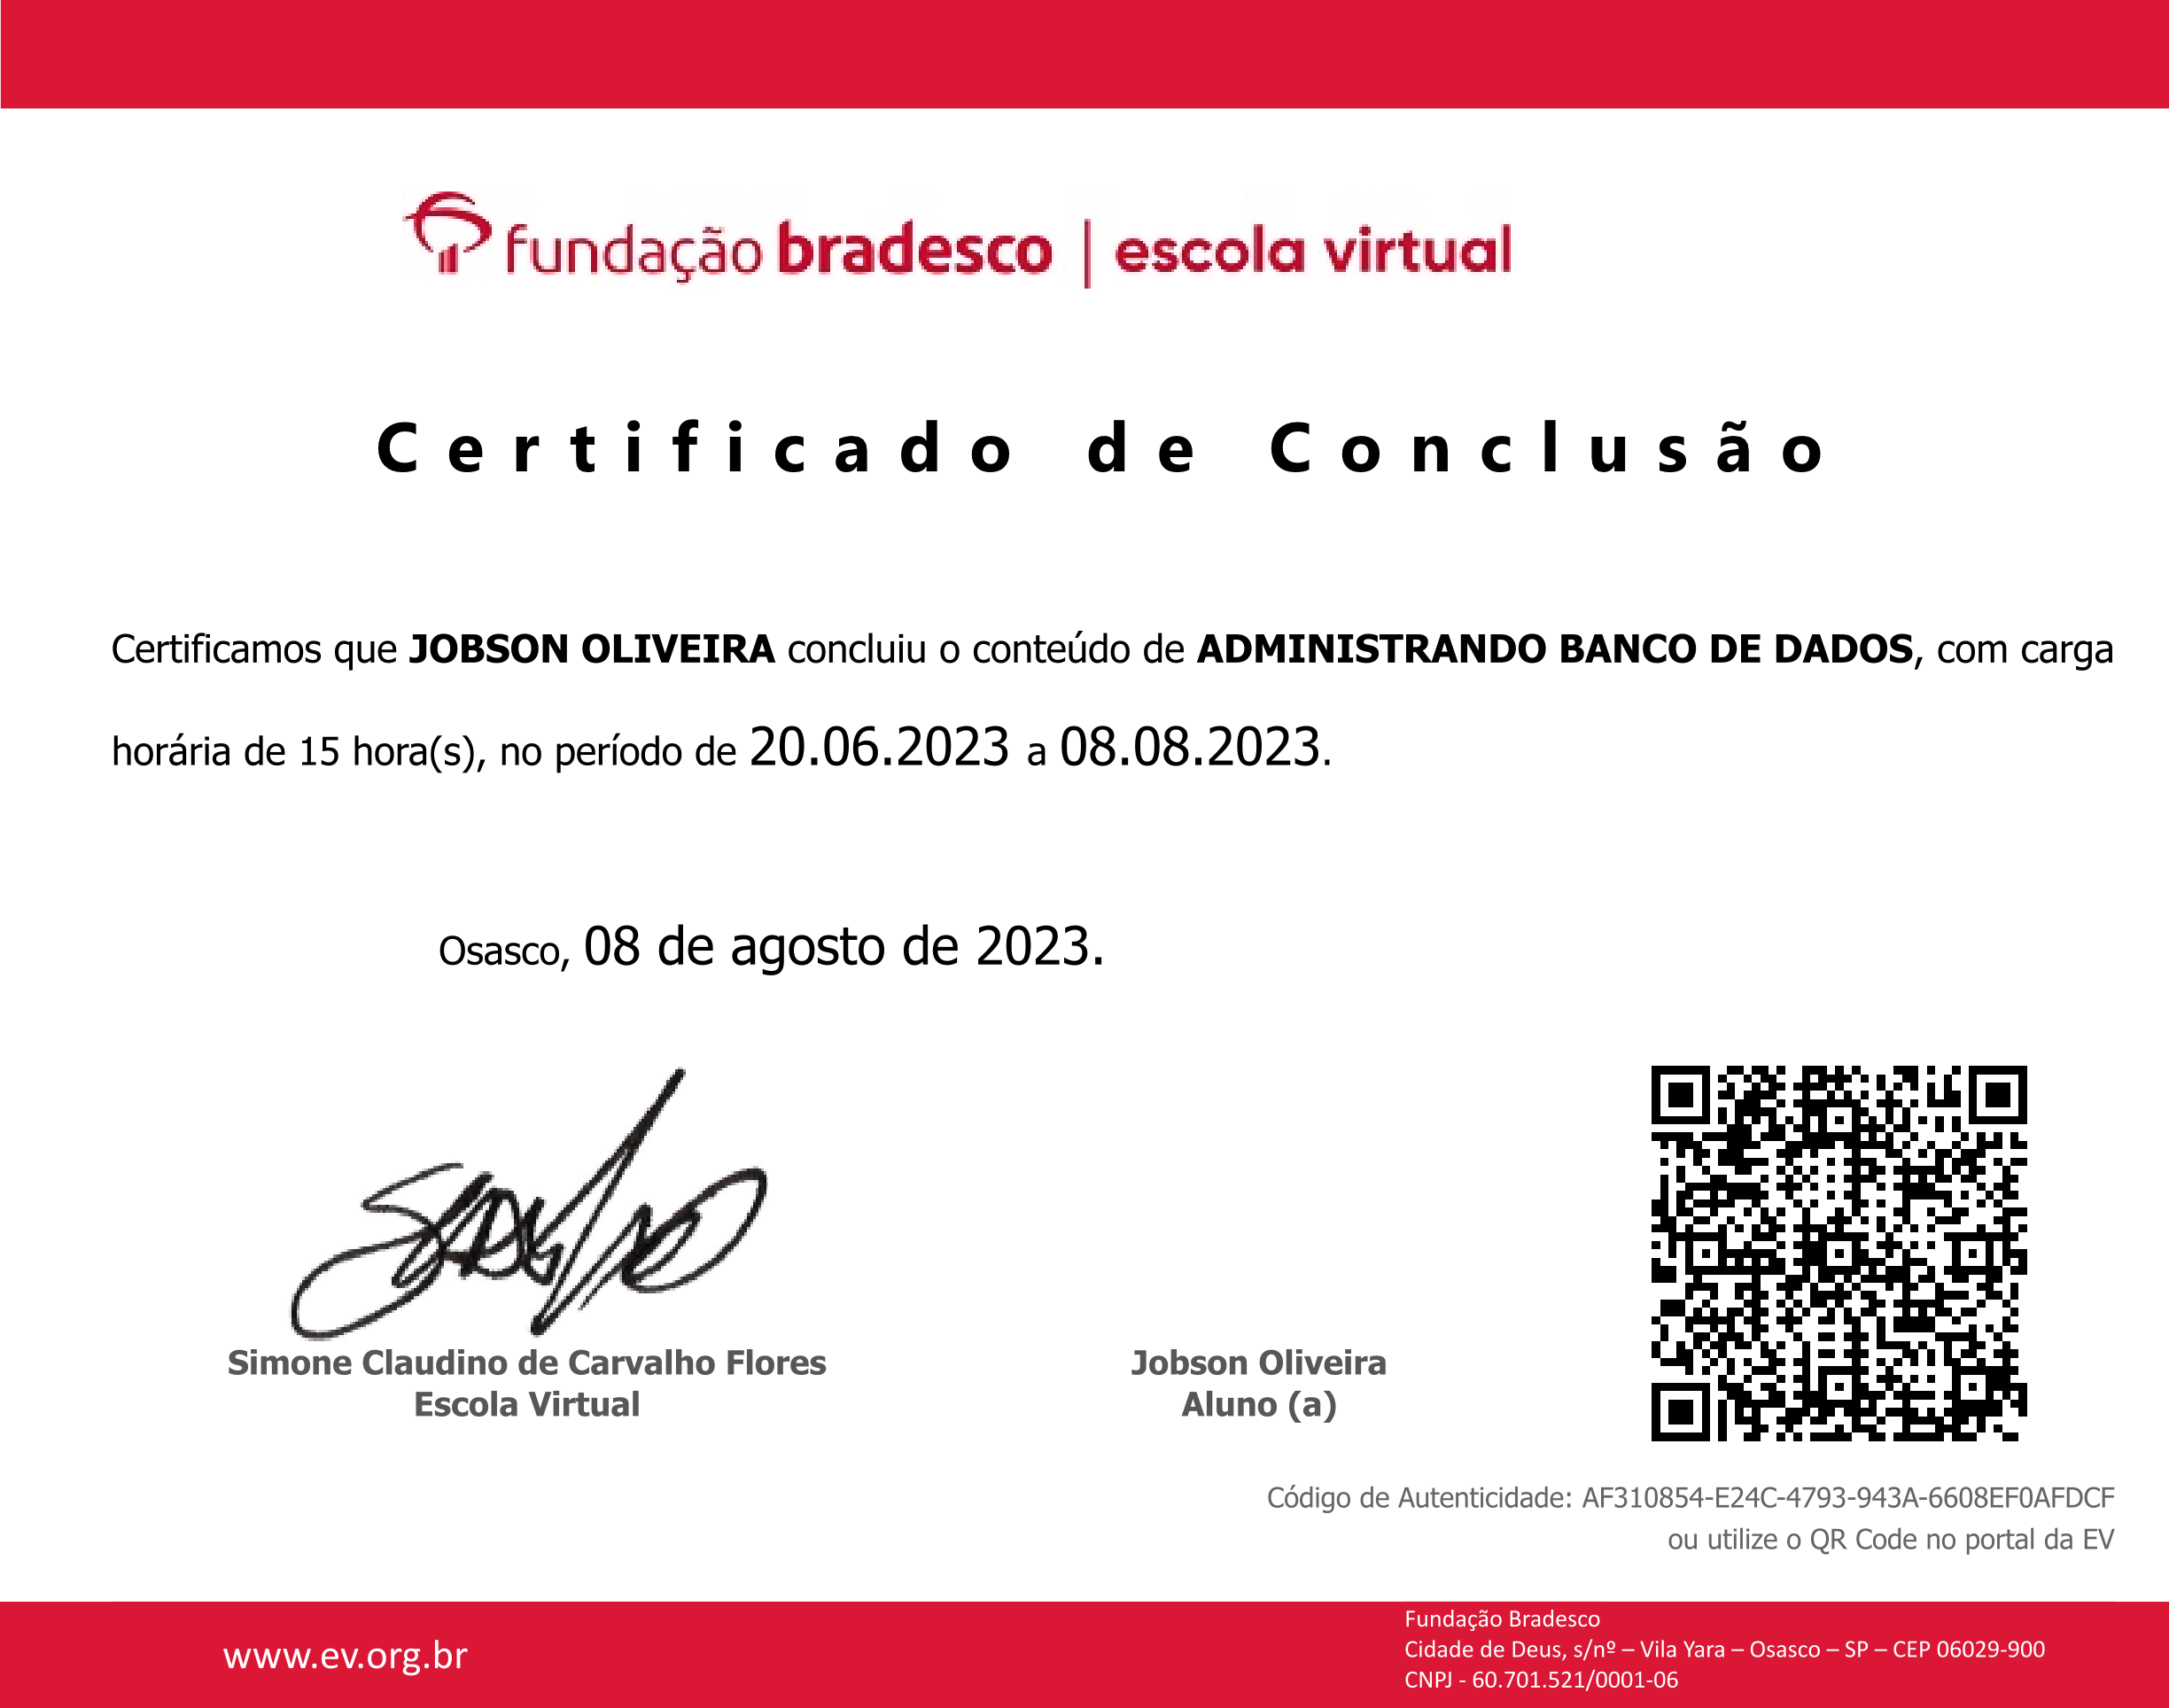 fundação bradesco | escola virtual
Certificado de Conclusão
Certificamos que JOBSON OLIVEIRA concluiu o conteúdo de ADMINISTRANDO BANCO DE DADOS, com carga
horária de 15 hora(s), no período de 20.06.2023 a 08.08.2023.
Osasco, 08 de agosto de 2023.
Simone Claudino de Carvalho Flores
Escola Virtual
Jobson Oliveira
Aluno (a)
Código de Autenticidade: AF310854-E24C-4793-943A-6608EF0AFDCF
ou utilize o QR Code no portal da EV
www.ev.org.br
Fundação Bradesco
Cidade de Deus, s/nº – Vila Yara – Osasco – SP – CEP 06029-900
CNPJ - 60.701.521/0001-06